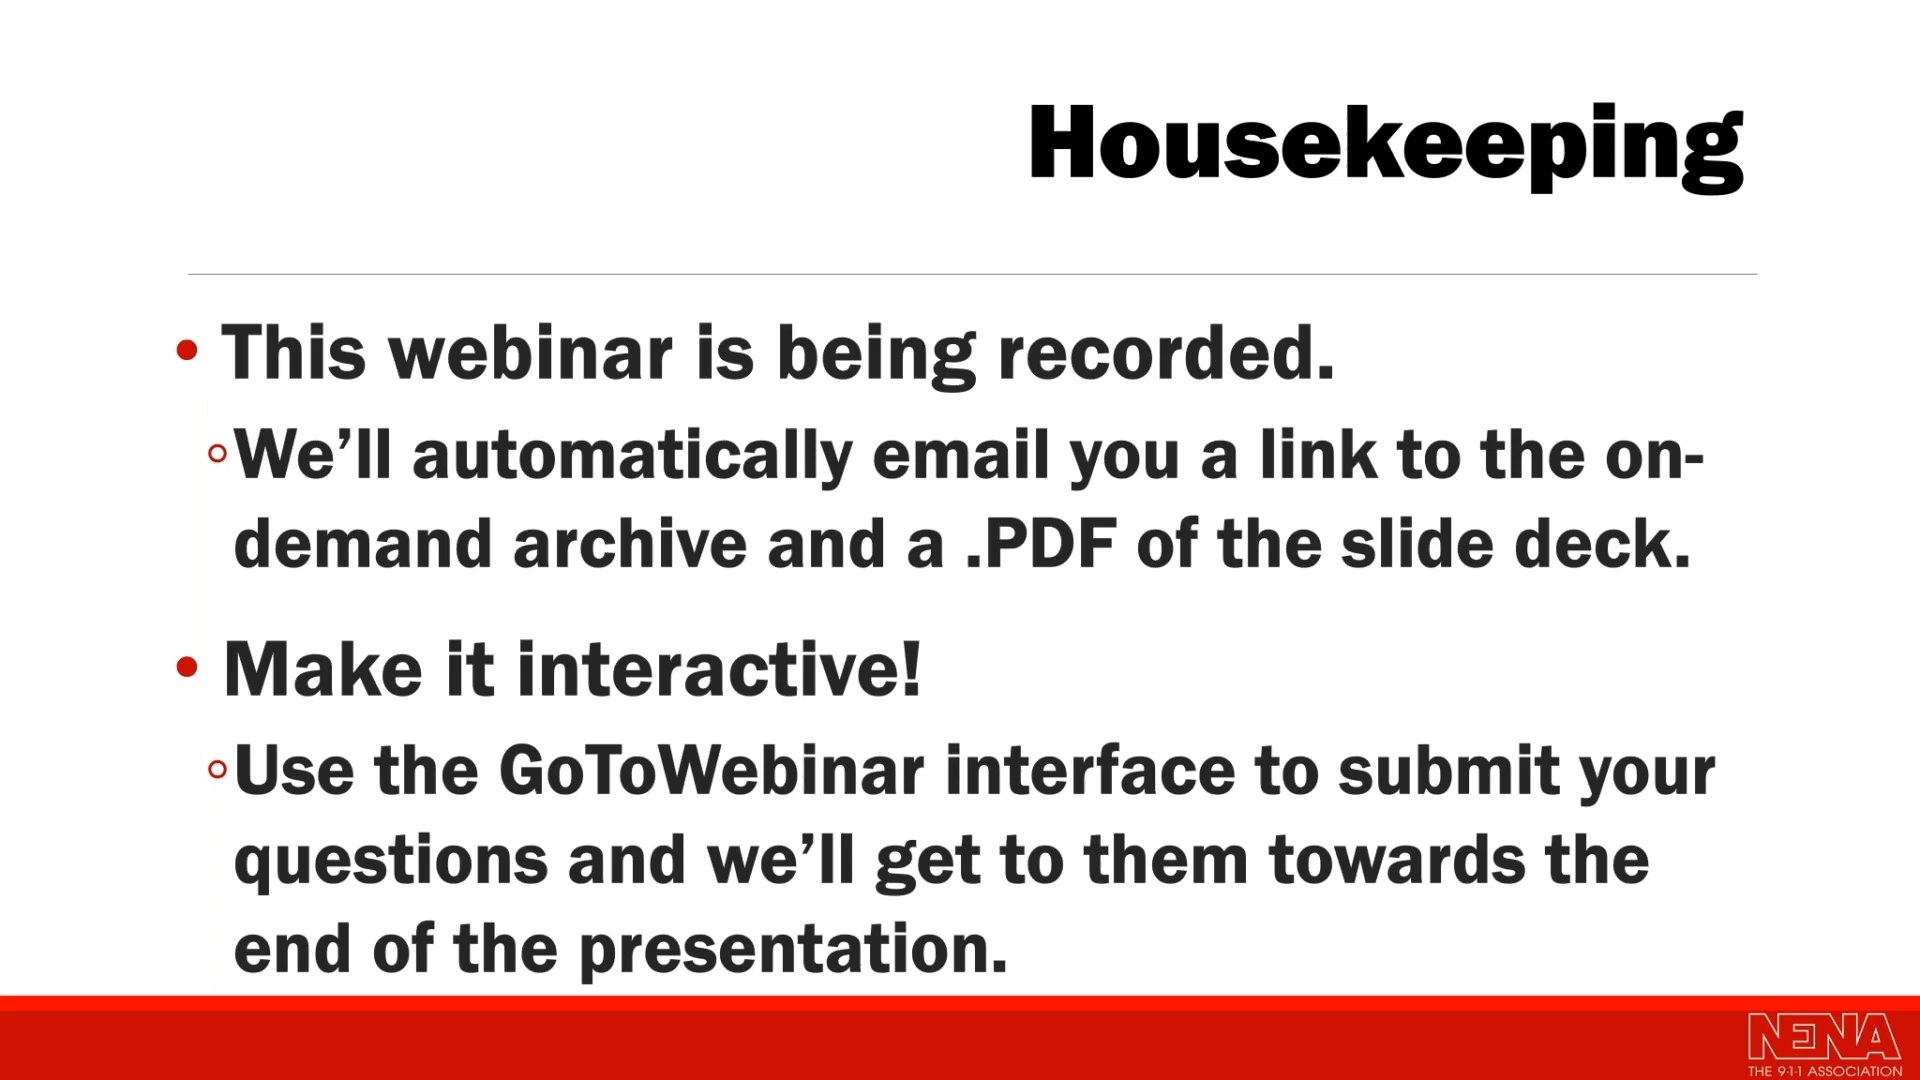 Housekeeping
• This webinar is being recorded.
◦We’ll automatically email you a link to the on-
demand archive and a .PDF of the slide deck.
• Make it interactive!
◦Use the GoToWebinar interface to submit your
questions and we’ll get to them towards the
end of the presentation.
NENA
THE 9-1-1 ASSOCIATION